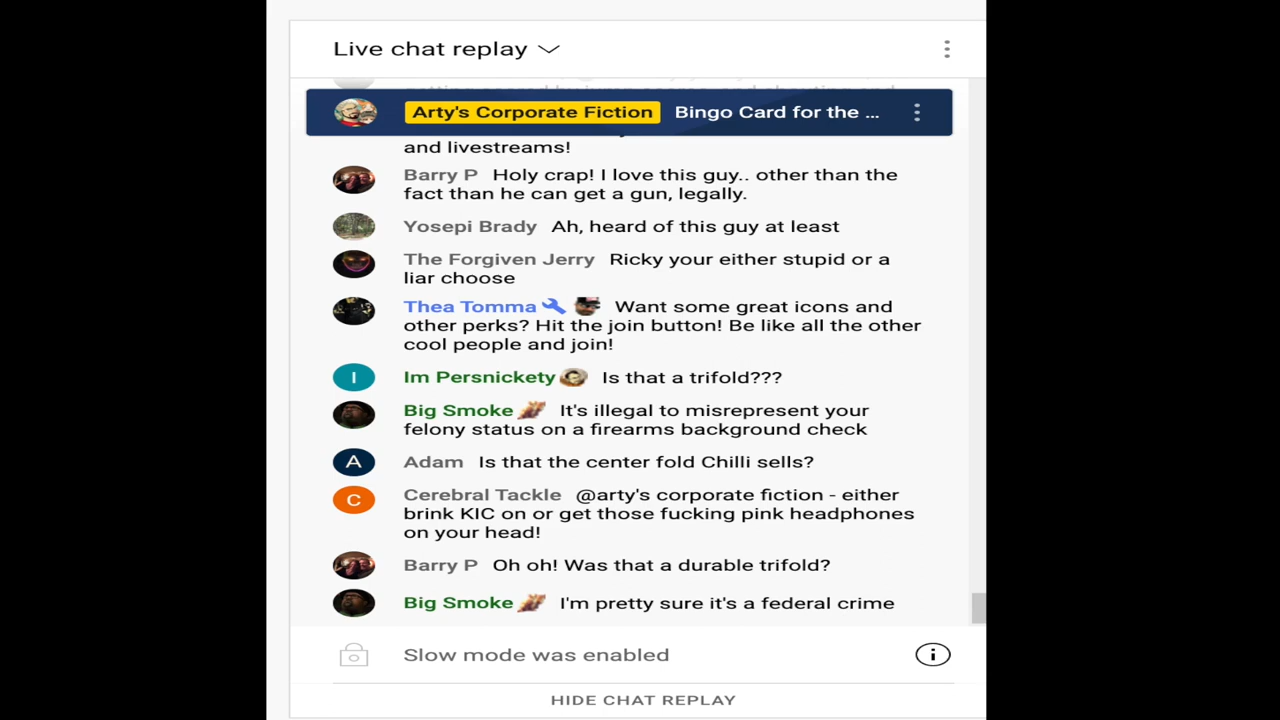 Live chat replay
Arty's Corporate Fiction Bingo Card for the ...
and livestreams!
Barry P Holy crap! I love this guy.. other than the
fact than he can get a gun, legally.
Yosepi Brady Ah, heard of this guy at least
The Forgiven Jerry Ricky your either stupid or a
liar choose
Thea Tomma Want some great icons and
other perks? Hit the join button! Be like all the other
cool people and join!
I Im Persnickety Is that a trifold???
Big Smoke It's illegal to misrepresent your
felony status on a firearms background check
A Adam Is that the center fold Chilli sells?
C Cerebral Tackle @arty's corporate fiction - either
brink KIC on or get those fucking pink headphones
on your head!
Barry P Oh oh! Was that a durable trifold?
Big Smoke I'm pretty sure it's a federal crime
Slow mode was enabled
HIDE CHAT REPLAY